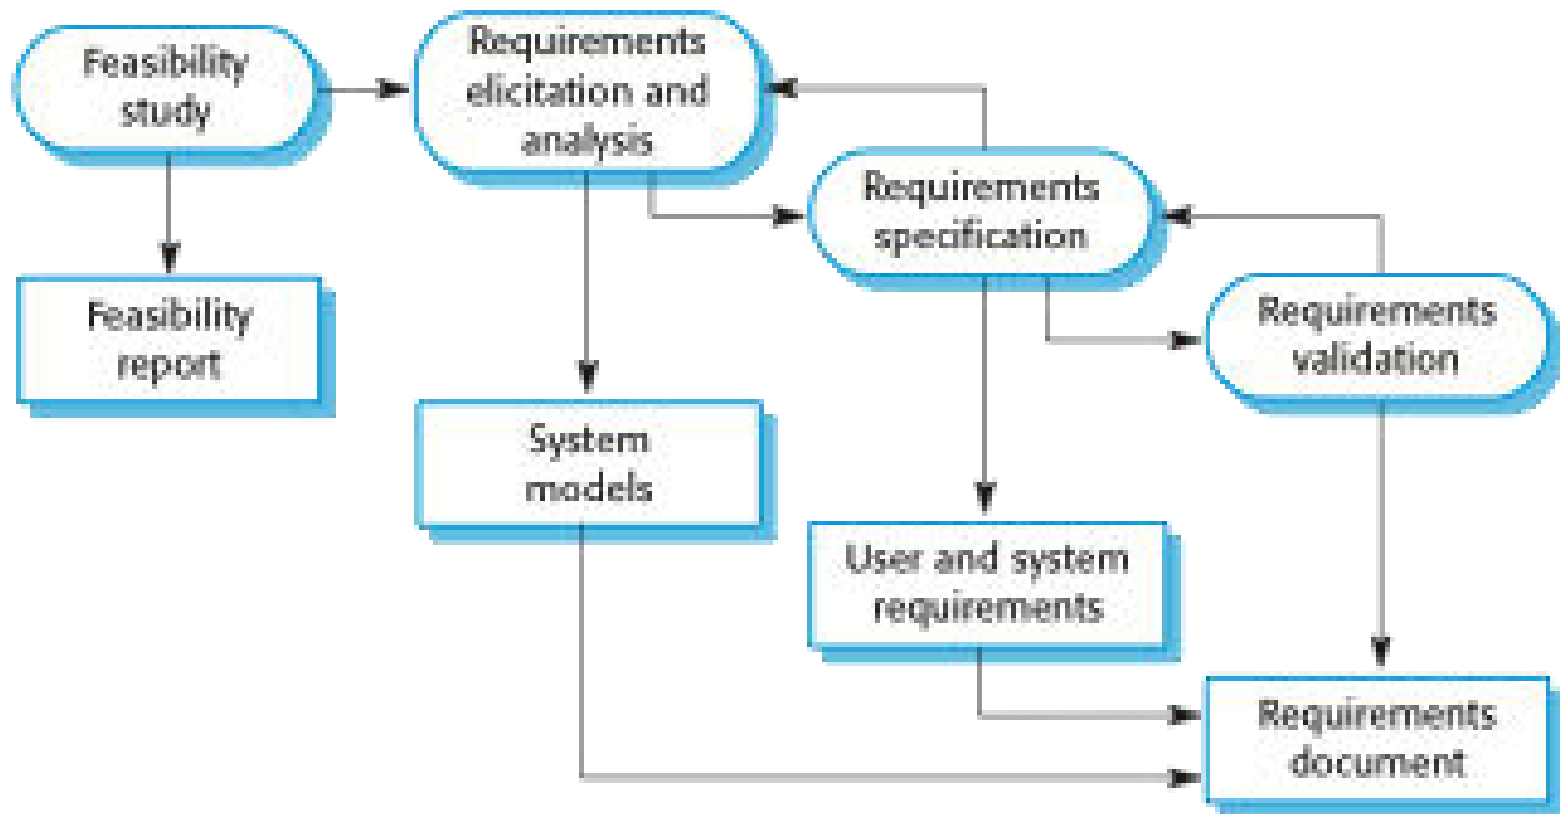 Feasibility
study
Requirements
elicitation and
analysis
Requirements
specification
Requirements
validation
Feasibility
report
System
models
User and system
requirements
Requirements
document